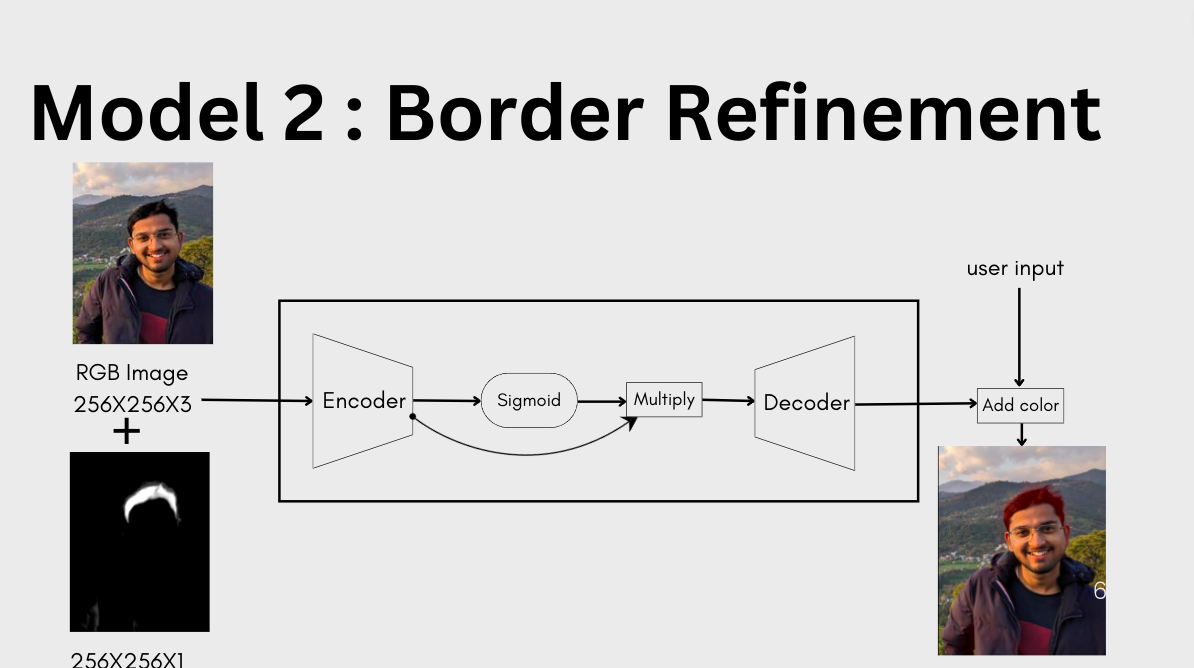 Model 2 : Border Refinement
RGB Image
256X256X3
+
256X256X1
Encoder
Sigmoid
Multiply
Decoder
user input
Add color
6